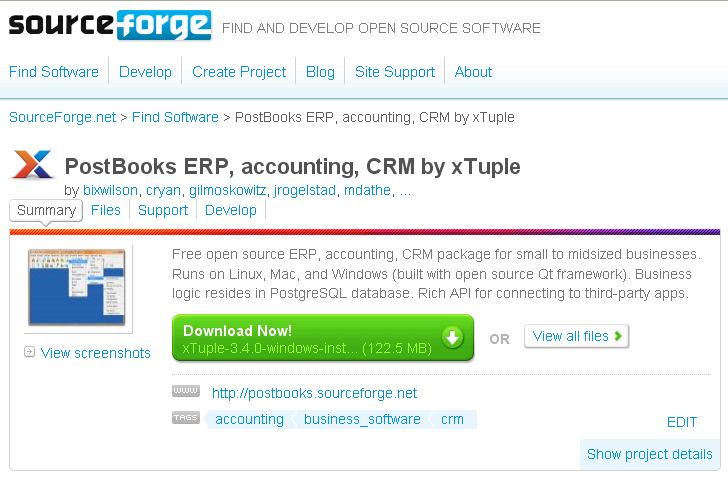 sourceforge FIND AND DEVELOP OPEN SOURCE SOFTWARE
Find Software Develop Create Project Blog Site Support About
SourceForge.net > Find Software > PostBooks ERP, accounting, CRM by xTuple
PostBooks ERP, accounting, CRM by xTuple
by bixwilson, cryan, gilmoskowitz, jrogelstad, mdathe, ...
Summary Files Support Develop
Free open source ERP, accounting, CRM package for small to midsized businesses.
Runs on Linux, Mac, and Windows (built with open source Qt framework). Business
logic resides in PostgreSQL database. Rich API for connecting to third-party apps.
Download Now!
xTuple-3.4.0-windows-inst... (122.5 MB)
OR
View all files
View screenshots
WWW http://postbooks.sourceforge.net
TAGS accounting business_software crm
EDIT
Show project details